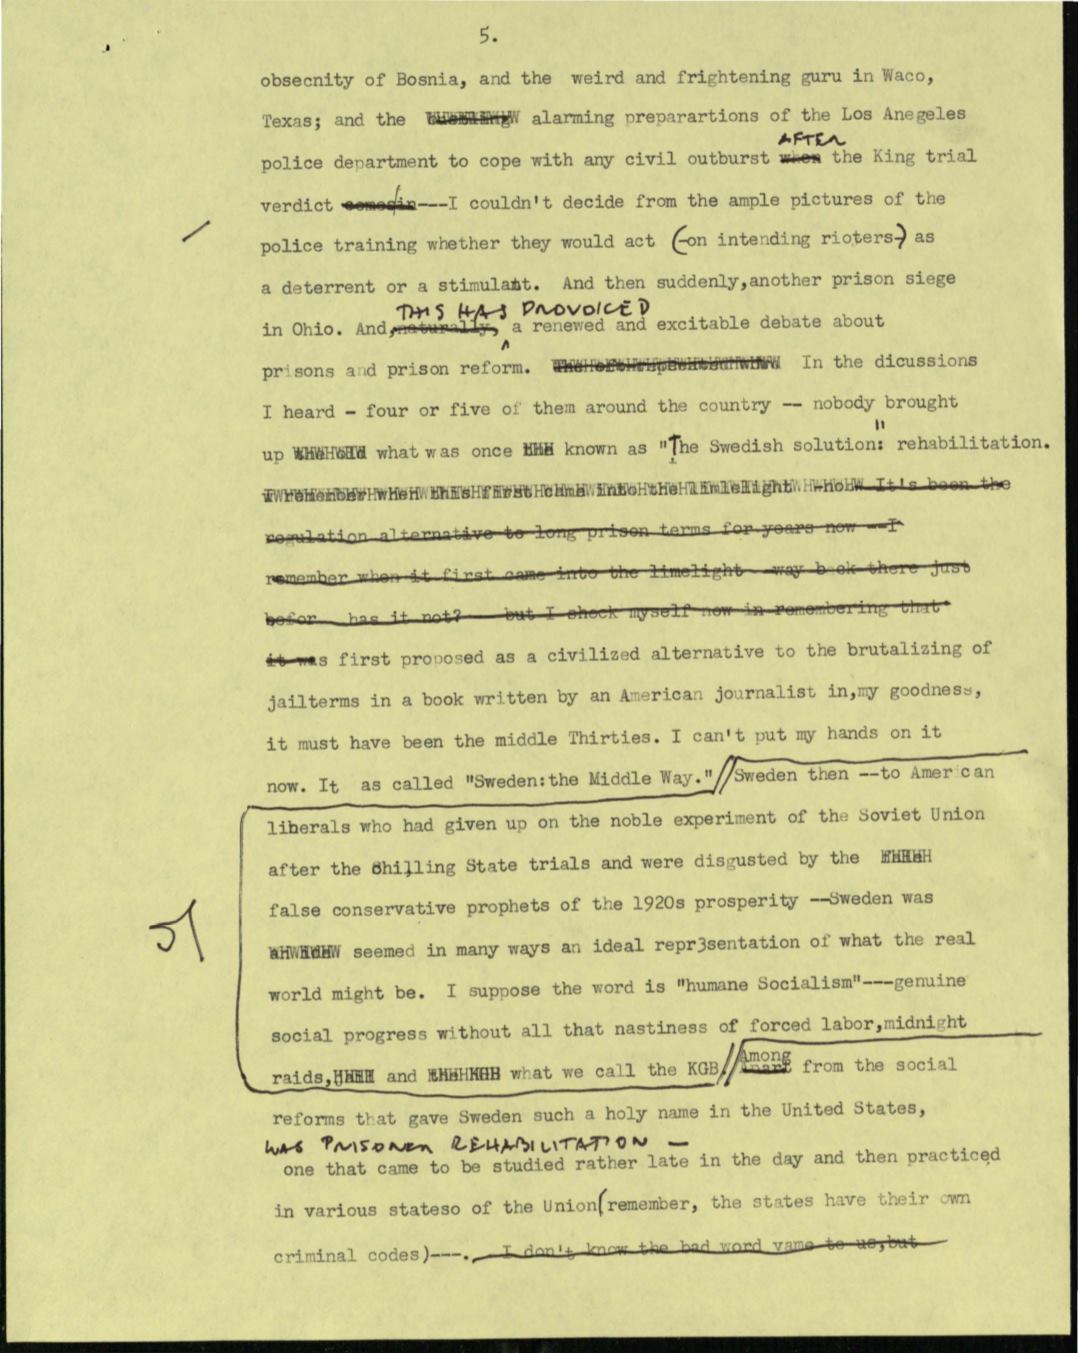 5.
obsecnity of Bosnia, and the weird and frightening guru in Waco,
Texas; and the alarming preparartions of the Los Anegeles
AFTER
police department to cope with any civil outburst when the King trial
verdict comes in---I couldn't decide from the ample pictures of the
police training whether they would act (-on intending rioters-) as
a deterrent or a stimulant. And then suddenly,another prison siege
THIS HAS PROVOICED
in Ohio. And,naturally, a renewed and excitable debate about
prisons and prison reform. In the dicussions
I heard - four or five of them around the country -- nobody brought
up what was once known as "The Swedish solution:" rehabilitation.
I remember when this first came into the limlelight It's been the
regulation alternative to long prison terms for years now --I
remember when it first came into the limelight way back there just
befor has it not? but I shock myself now in remembering that
it was first proposed as a civilized alternative to the brutalizing of
jailterms in a book written by an American journalist in,my goodness,
it must have been the middle Thirties. I can't put my hands on it
now. It as called "Sweden:the Middle Way."//Sweden then --to American
liberals who had given up on the noble experiment of the Soviet Union
after the Shilling State trials and were disgusted by the
false conservative prophets of the 1920s prosperity --Sweden was
seemed in many ways an ideal repr3sentation of what the real
world might be. I suppose the word is "humane Socialism"---genuine
social progress without all that nastiness of forced labor,midnight
raids, and what we call the KGB.//Among
Apart from the social
reforms that gave Sweden such a holy name in the United States,
WAS PRISONER REHABILITATION —
one that came to be studied rather late in the day and then practiced
in various stateso of the Union(remember, the states have their own
criminal codes)---. I don't know the bad word vame to us,but